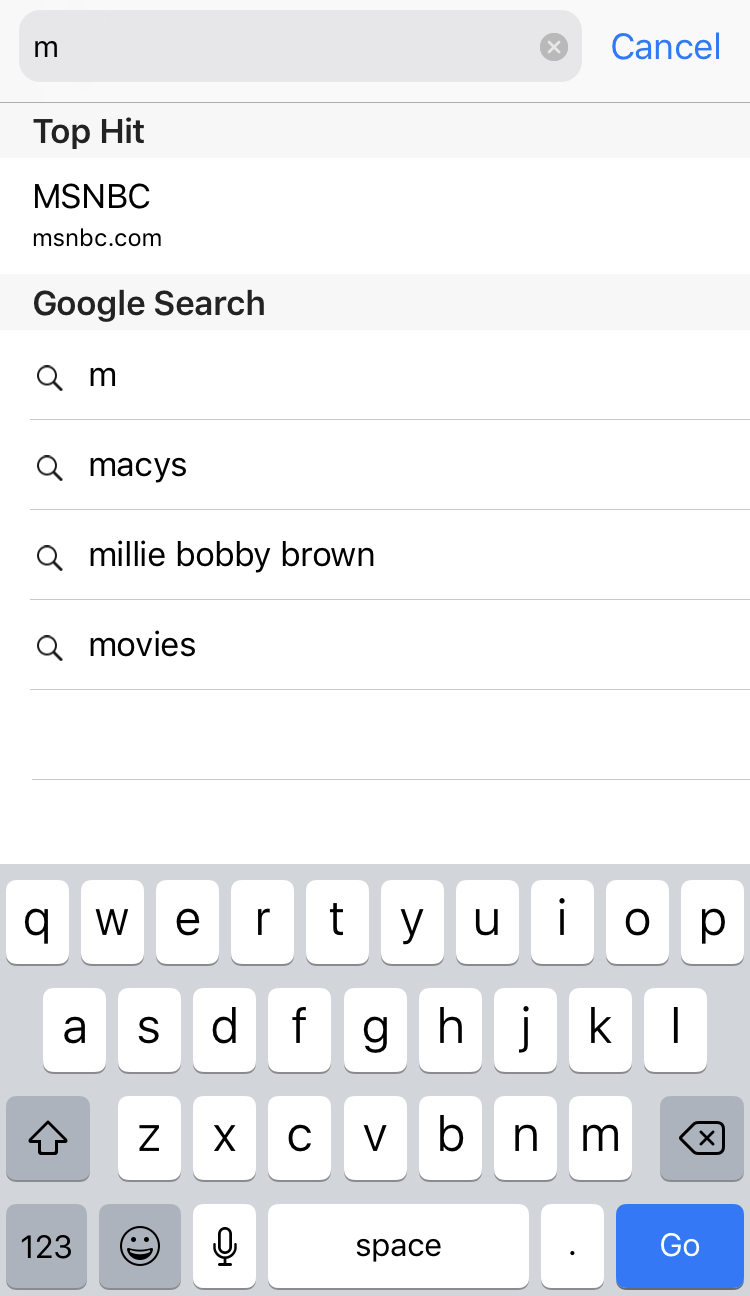 m Cancel
Top Hit
MSNBC
msnbc.com
Google Search
m
macys
millie bobby brown
movies
q w e r t y u i o p
a s d f g h j k l
z x c v b n m
123 space . Go